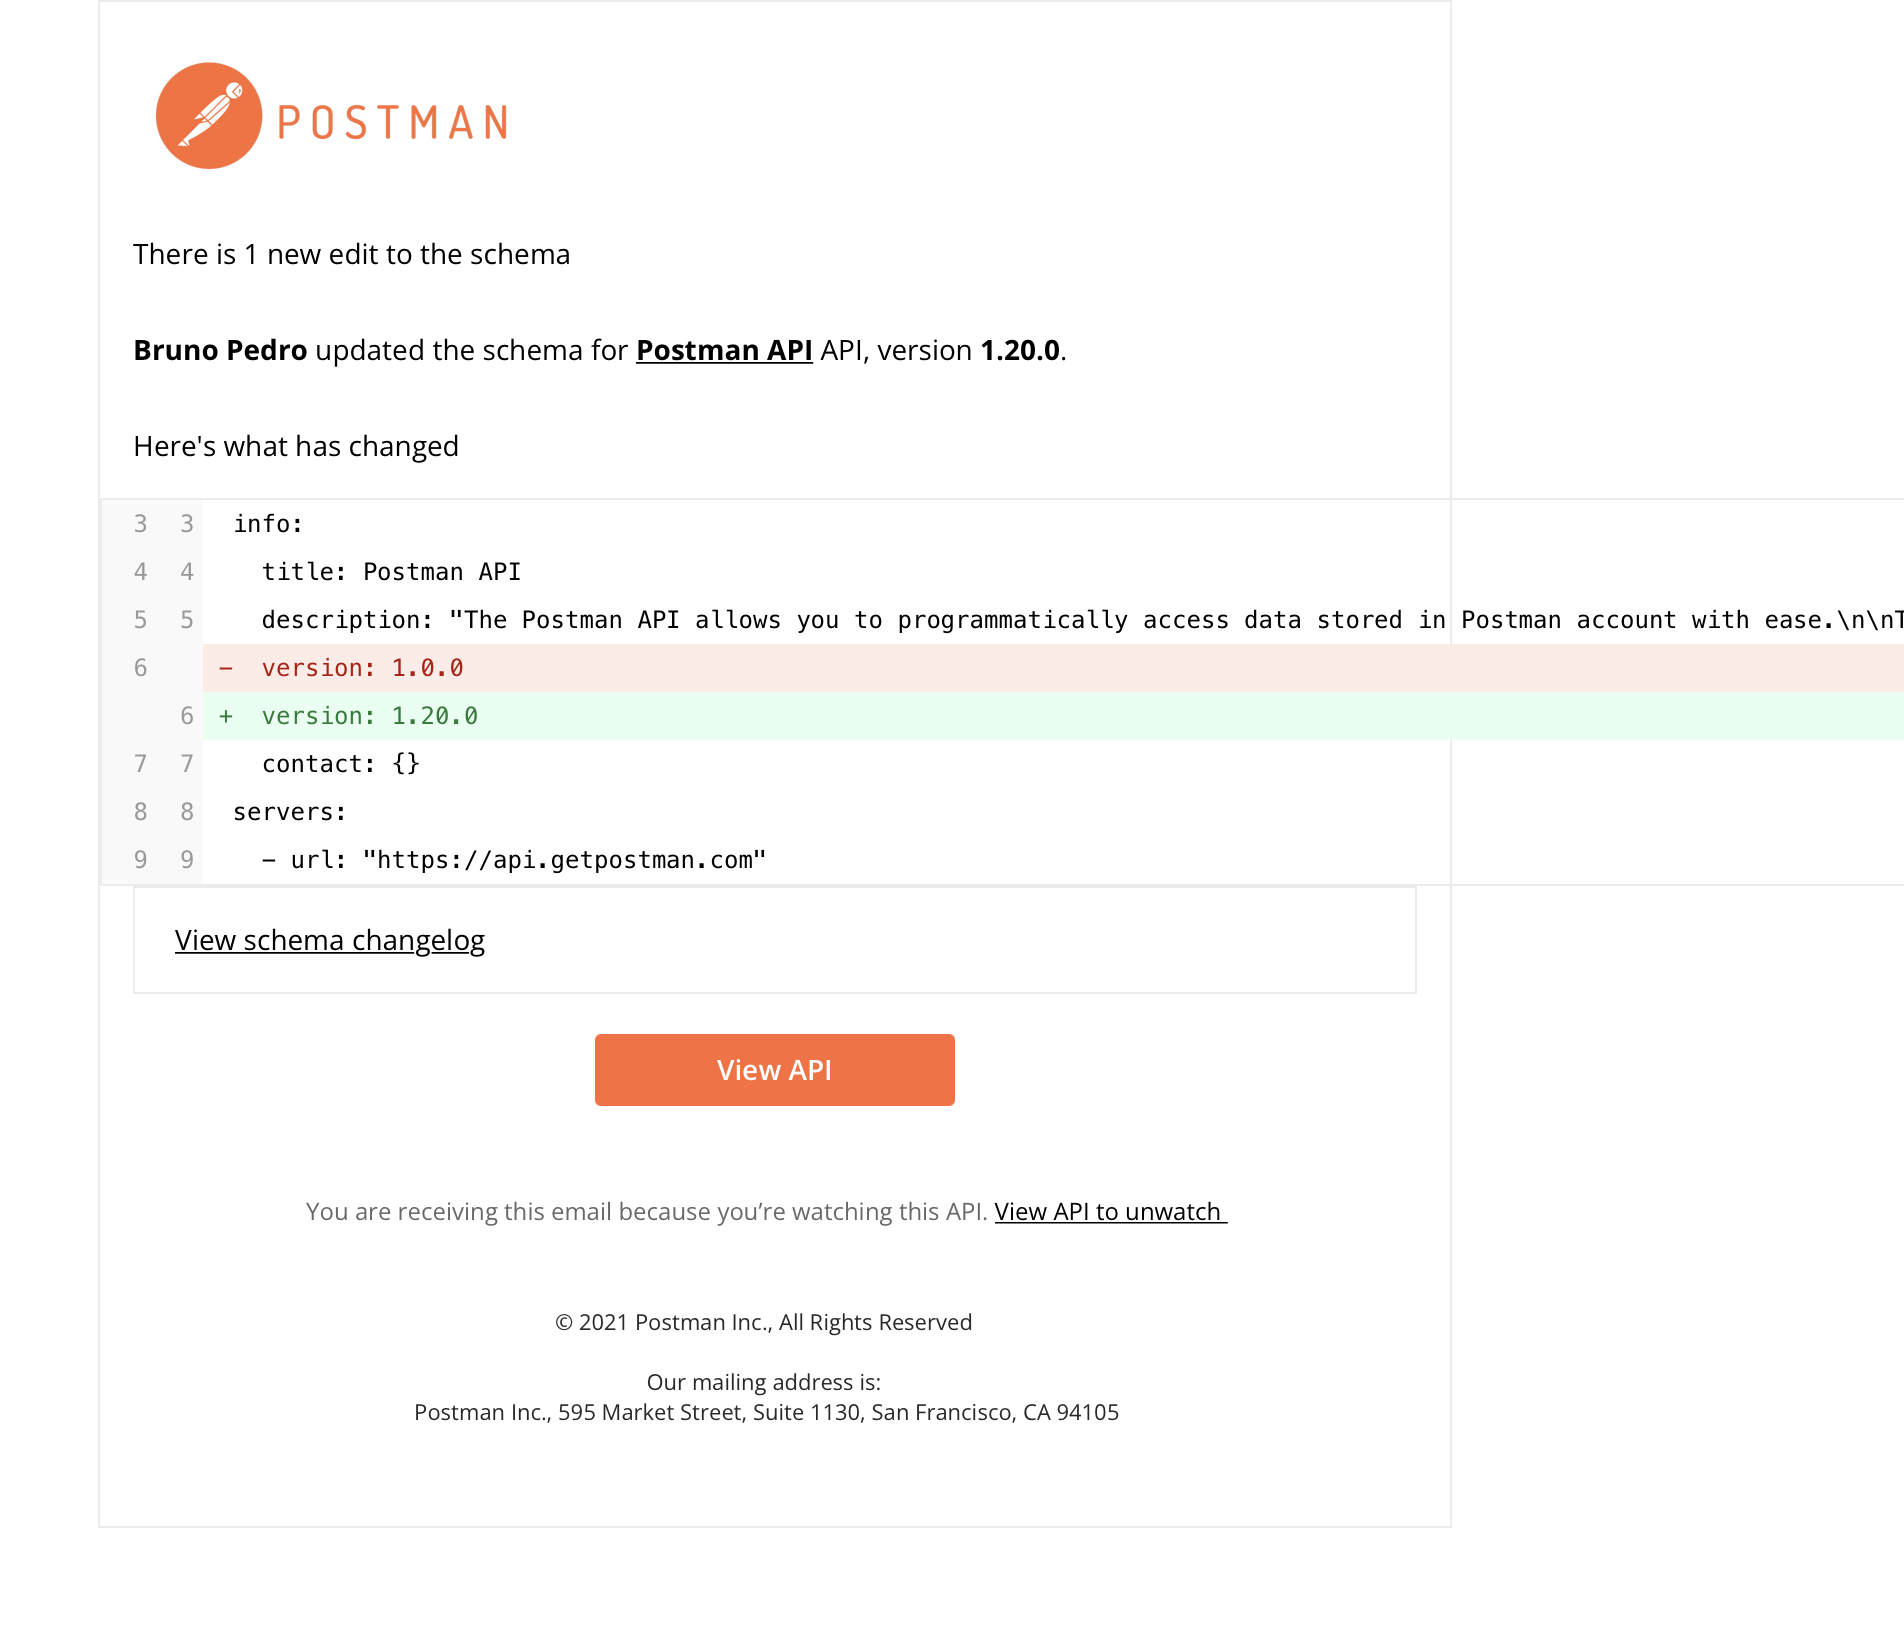 POSTMAN
There is 1 new edit to the schema
Bruno Pedro updated the schema for Postman API API, version 1.20.0.
Here's what has changed
3 3 info:
4 4 title: Postman API
5 5 description: "The Postman API allows you to programmatically access data stored in Postman account with ease.\n\nT
6 − version: 1.0.0
6 + version: 1.20.0
7 7 contact: {}
8 8 servers:
9 9 − url: "https://api.getpostman.com"
View schema changelog
View API
You are receiving this email because you’re watching this API. View API to unwatch
© 2021 Postman Inc., All Rights Reserved
Our mailing address is:
Postman Inc., 595 Market Street, Suite 1130, San Francisco, CA 94105